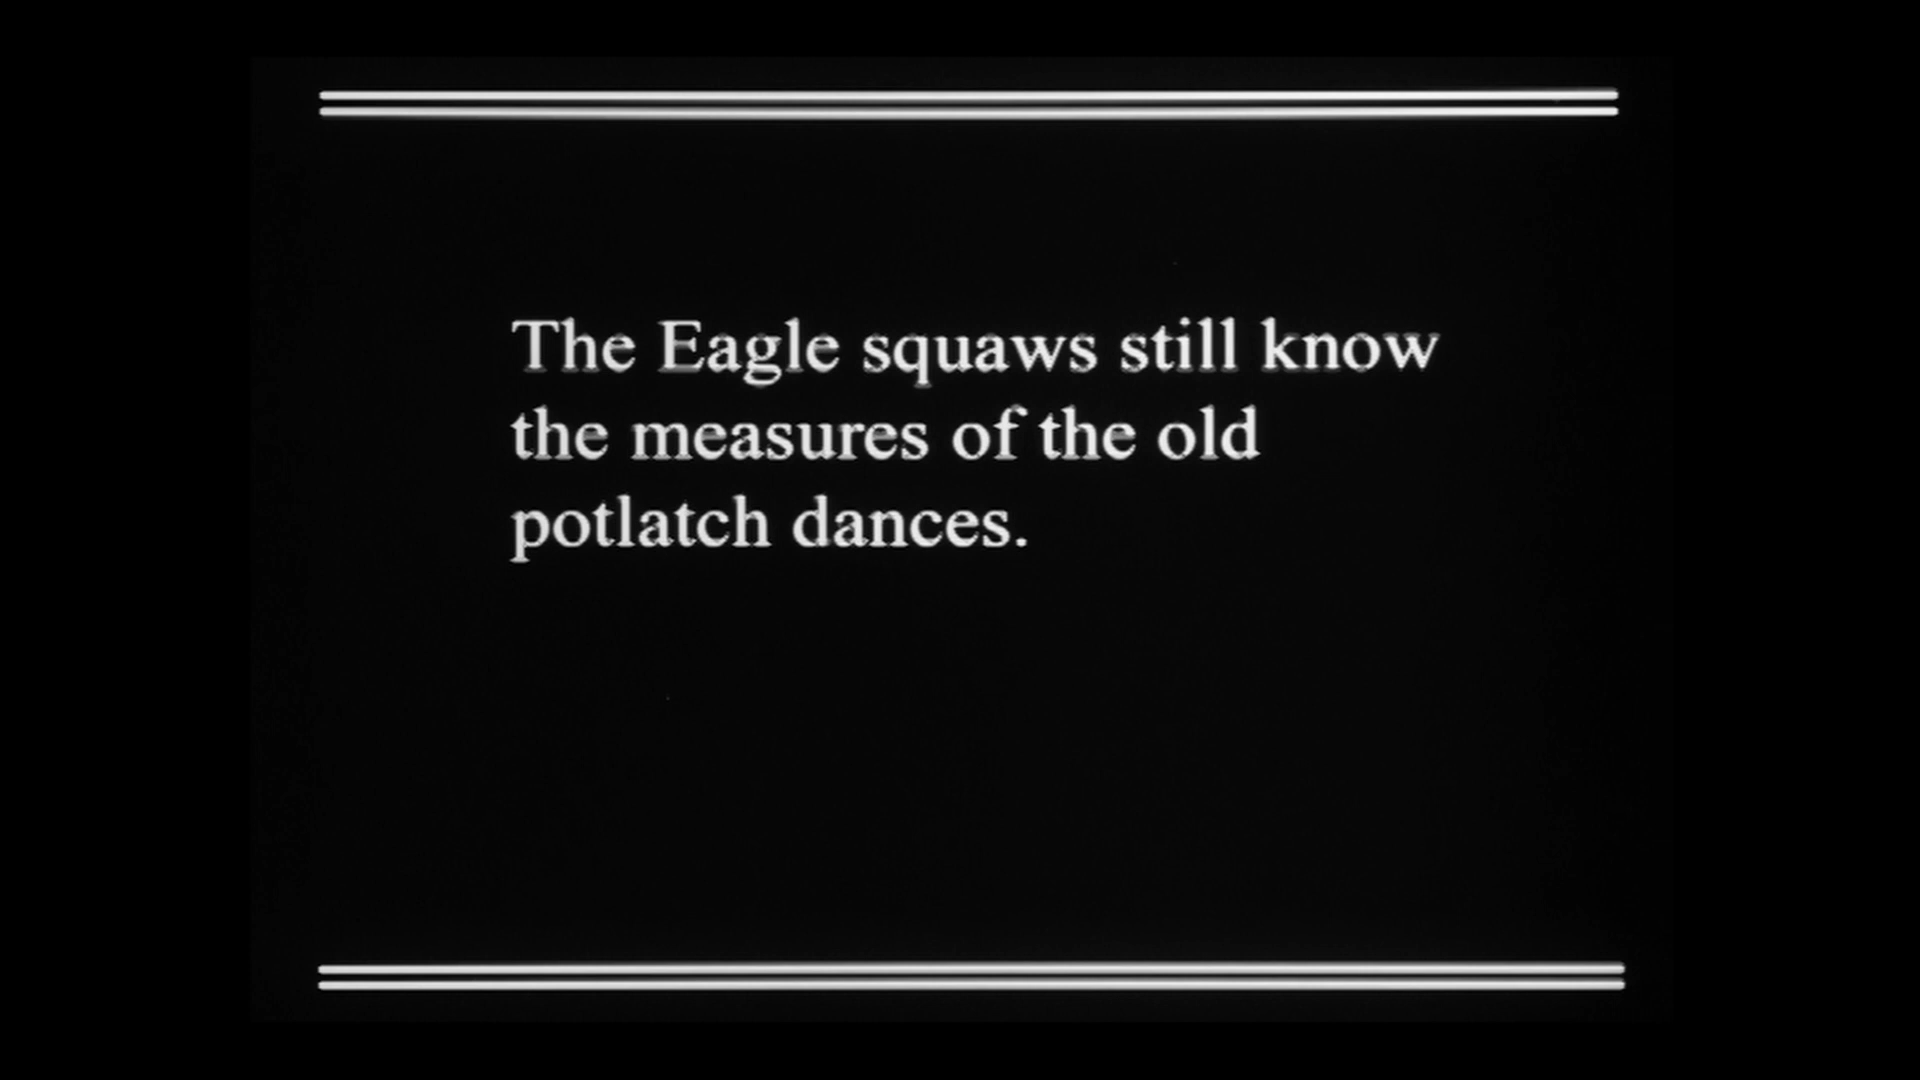 The Eagle squaws still know
the measures of the old
potlatch dances.